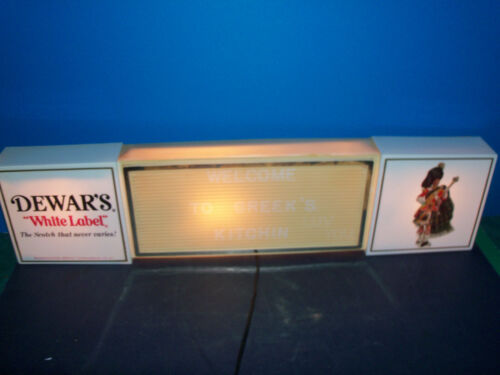 DEWAR'S®
"White Label"®
The Scotch that never varies!
WELCOME
TO GREEK'S
KITCHIN